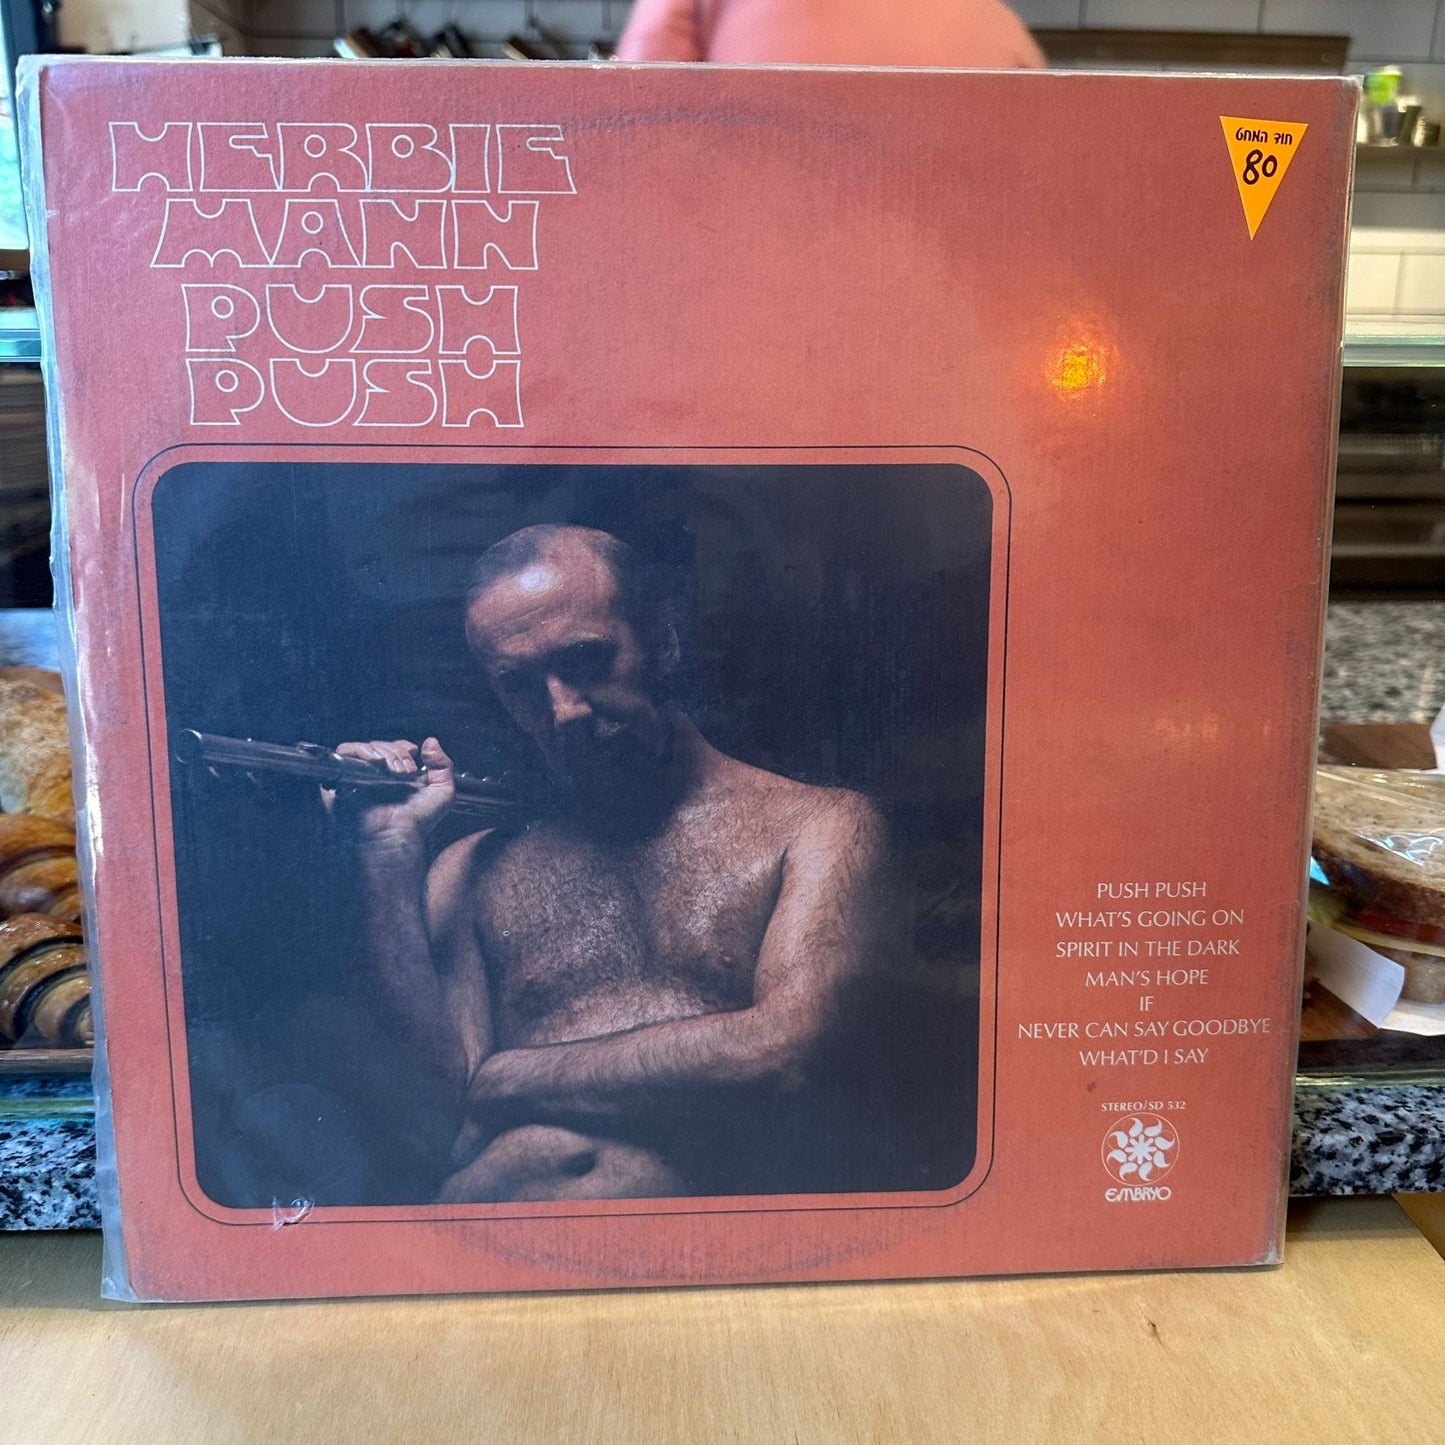 HERBIE
MANN
PUSH
PUSH
חוד המחט
80
PUSH PUSH
WHAT'S GOING ON
SPIRIT IN THE DARK
MAN'S HOPE
IF
NEVER CAN SAY GOODBYE
WHAT'D I SAY
STEREO/SD 532
EMBRYO